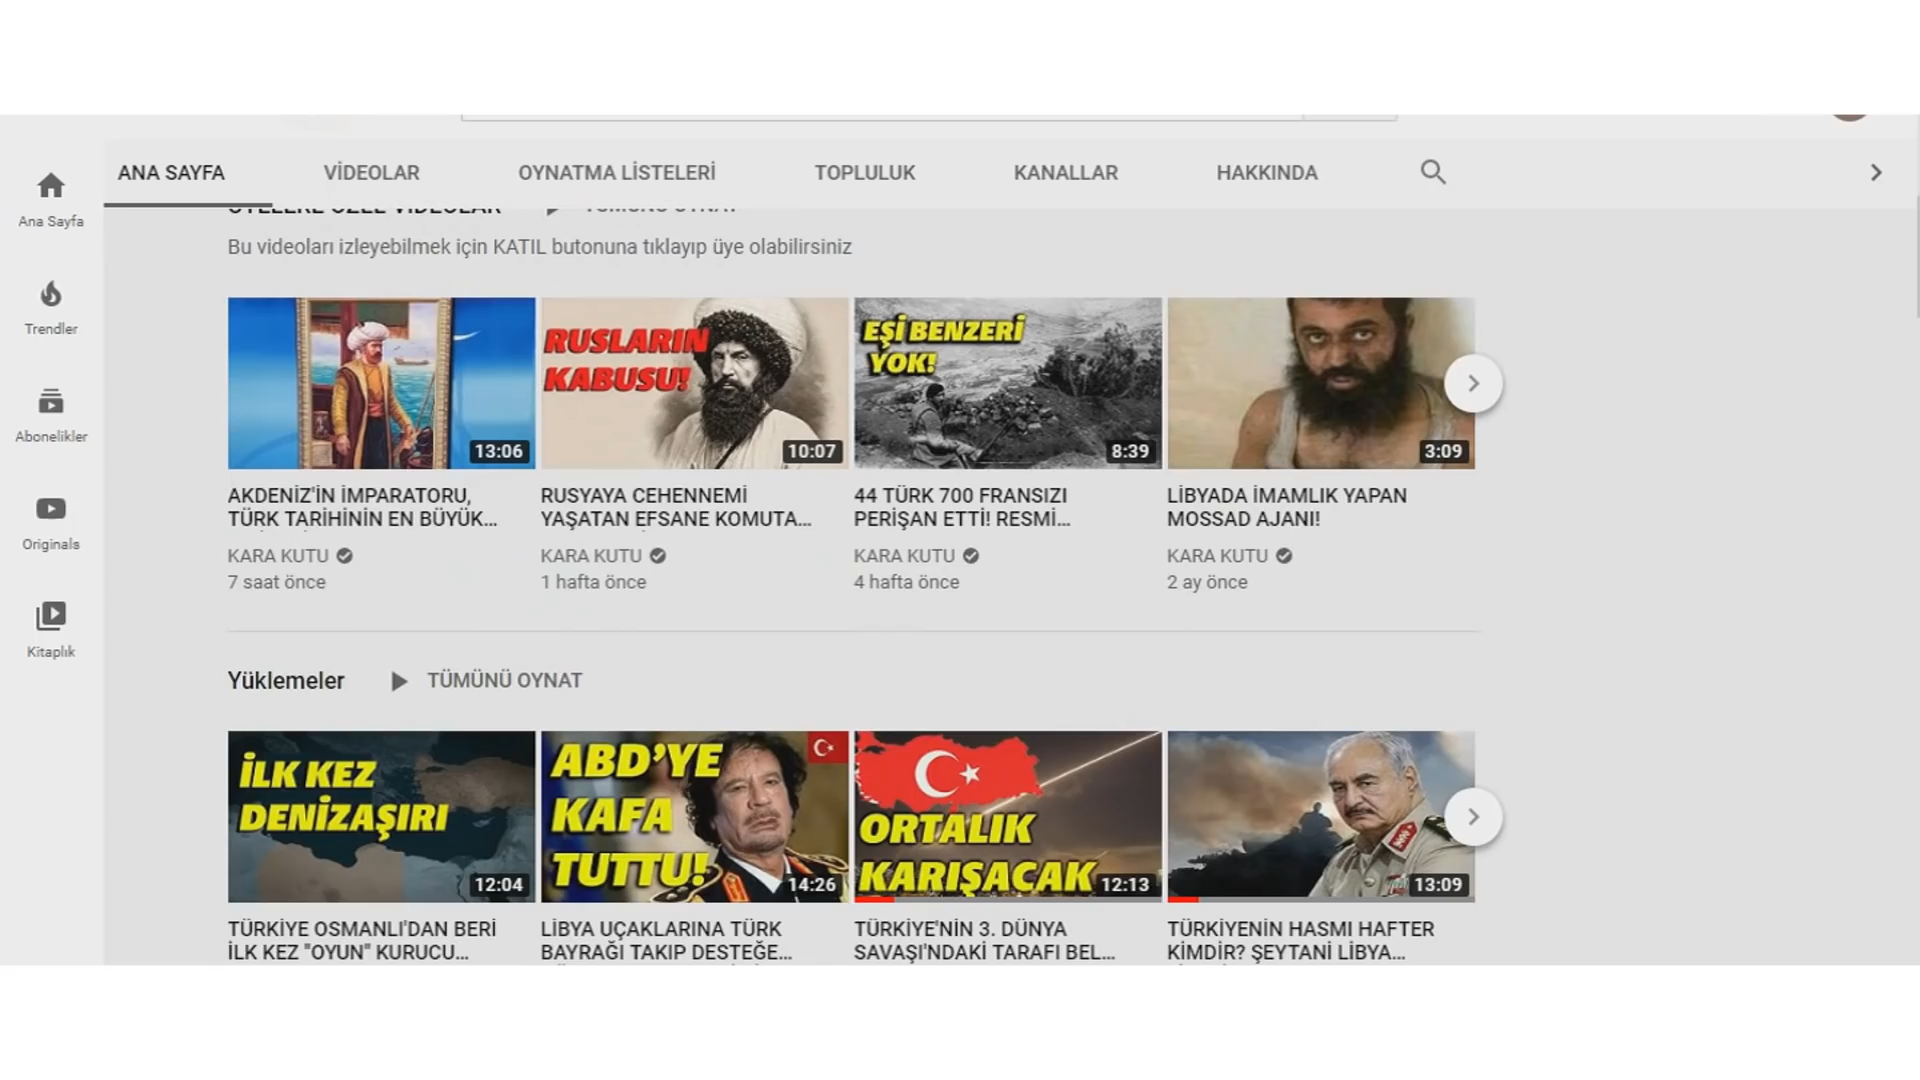 ANA SAYFA
VİDEOLAR
OYNATMA LİSTELERİ
TOPLULUK
KANALLAR
HAKKINDA
Ana Sayfa
Trendler
Abonelikler
Originals
Kitaplık
ÜYELERE ÖZEL VİDEOLAR
TÜMÜNÜ OYNAT
Bu videoları izleyebilmek için KATIL butonuna tıklayıp üye olabilirsiniz
13:06
AKDENİZ'İN İMPARATORU,
TÜRK TARİHİNİN EN BÜYÜK...
KARA KUTU
7 saat önce
RUSLARIN
KABUSU!
10:07
RUSYAYA CEHENNEMİ
YAŞATAN EFSANE KOMUTA...
KARA KUTU
1 hafta önce
EŞİ BENZERİ
YOK!
8:39
44 TÜRK 700 FRANSIZI
PERİŞAN ETTİ! RESMİ...
KARA KUTU
4 hafta önce
3:09
LİBYADA İMAMLIK YAPAN
MOSSAD AJANI!
KARA KUTU
2 ay önce
Yüklemeler
TÜMÜNÜ OYNAT
İLK KEZ
DENİZAŞIRI
12:04
TÜRKİYE OSMANLI'DAN BERİ
İLK KEZ "OYUN" KURUCU...
ABD'YE
KAFA
TUTTU!
14:26
LİBYA UÇAKLARINA TÜRK
BAYRAĞI TAKIP DESTEĞE...
ORTALIK
KARIŞACAK
12:13
TÜRKİYE'NİN 3. DÜNYA
SAVAŞI'NDAKİ TARAFI BEL...
13:09
TÜRKİYENİN HASMI HAFTER
KİMDİR? ŞEYTANİ LİBYA...